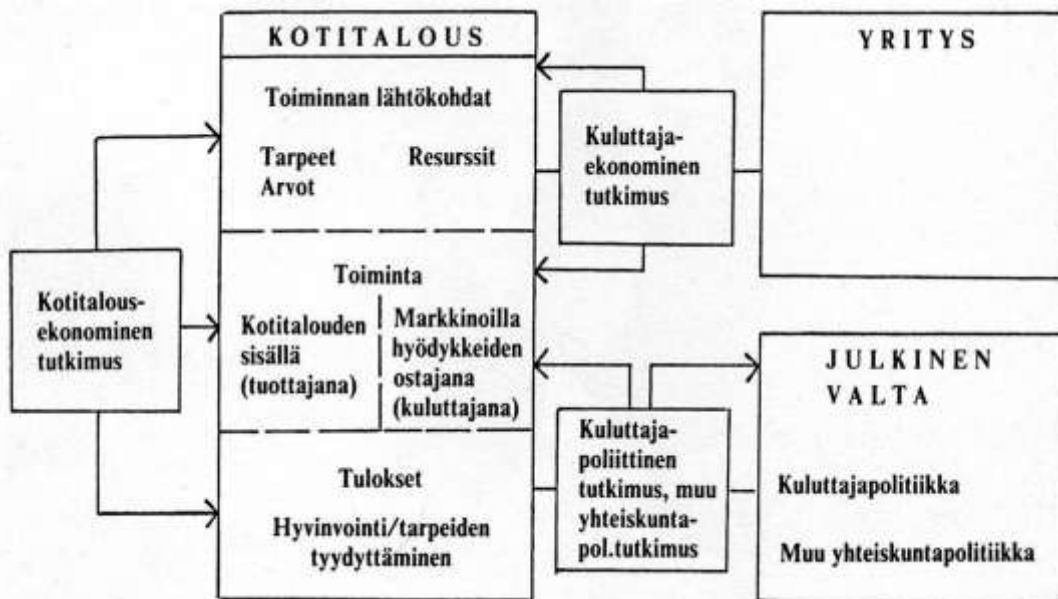 KOTITALOUS
Toiminnan lähtökohdat
Tarpeet Resurssit
Arvot
Toiminta
Kotitalouden
sisällä
(tuottajana)
Markkinoilla
hyödykkeiden
ostajana
(kuluttajana)
Tulokset
Hyvinvointi/tarpeiden
tyydyttäminen
Kotitalous-
ekonominen
tutkimus
Kuluttaja-
ekonominen
tutkimus
Kuluttaja-
poliittinen
tutkimus, muu
yhteiskunta-
pol.tutkimus
YRITYS
JULKINEN
VALTA
Kuluttajapolitiikka
Muu yhteiskuntapolitiikka